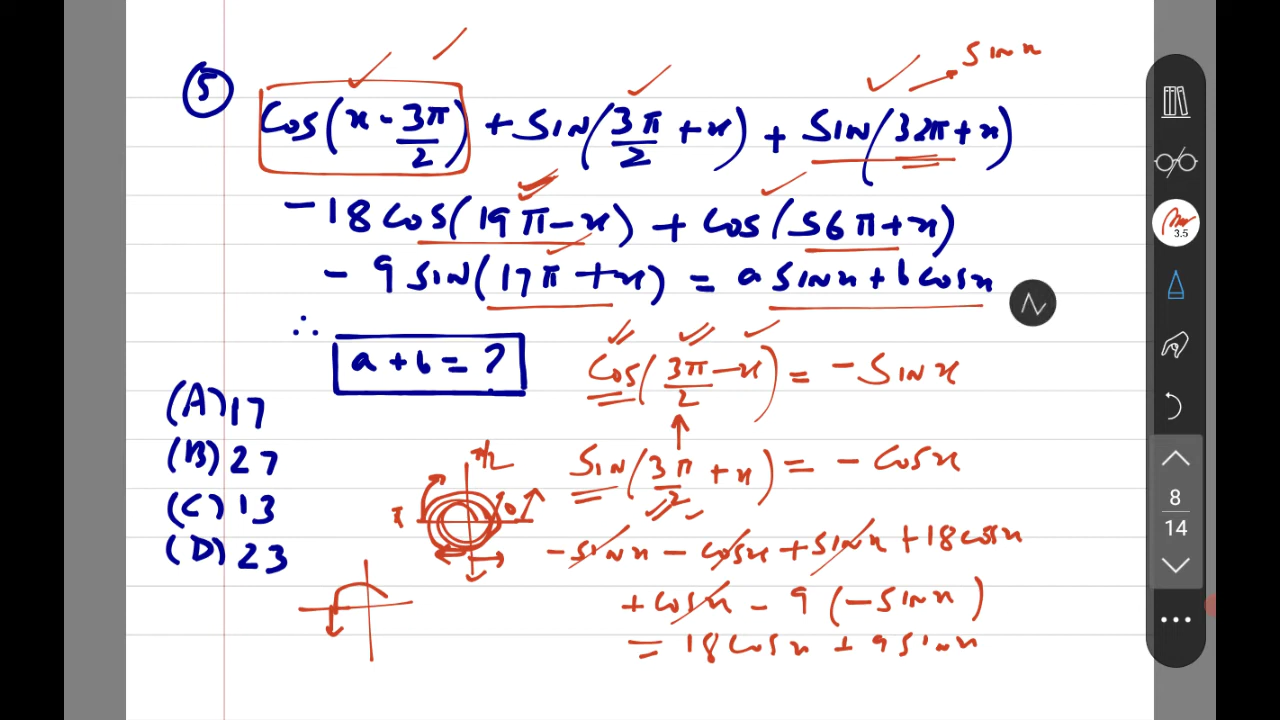 5
sin x
Cos(x - 3π/2) + Sin(3π/2 + x) + Sin(32π + x)
- 18 Cos(19π - x) + Cos(56π + x)
- 9 Sin(17π + x) = a sin x + b cos x
∴ a + b = ?
Cos(3π/2 - x) = - Sin x
(A) 17
(B) 27
(C) 13
(D) 23
π/2
π
0
Sin(3π/2 + x) = - Cos x
- sin x - cos x + sin x + 18 cos x
+ cos x - 9 (- sin x)
= 18 cos x + 9 sin x
3.5
8
14